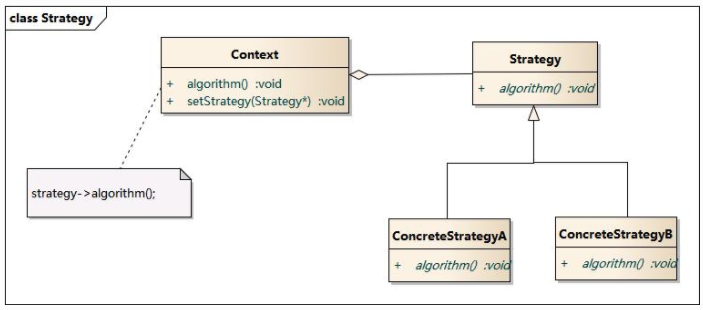 class Strategy
Context
+ algorithm() :void
+ setStrategy(Strategy*) :void
Strategy
+ algorithm() :void
strategy->algorithm();
ConcreteStrategyA
+ algorithm() :void
ConcreteStrategyB
+ algorithm() :void